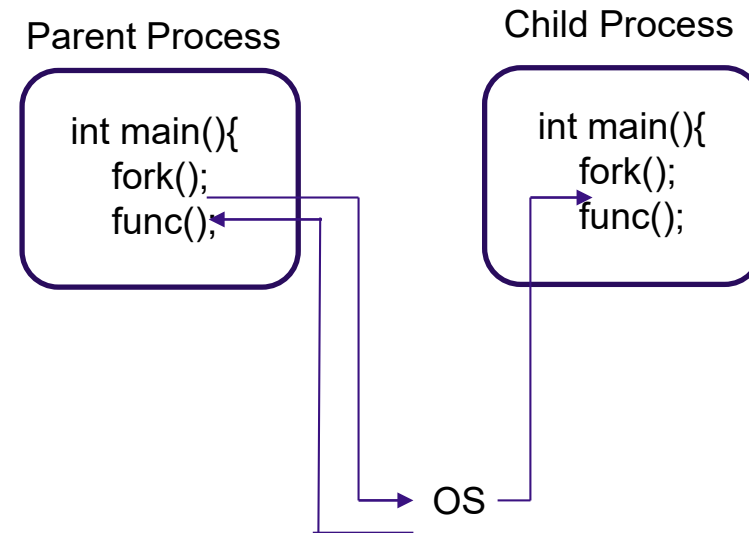 Parent Process
int main(){
fork();
func();
Child Process
int main(){
fork();
func();
OS